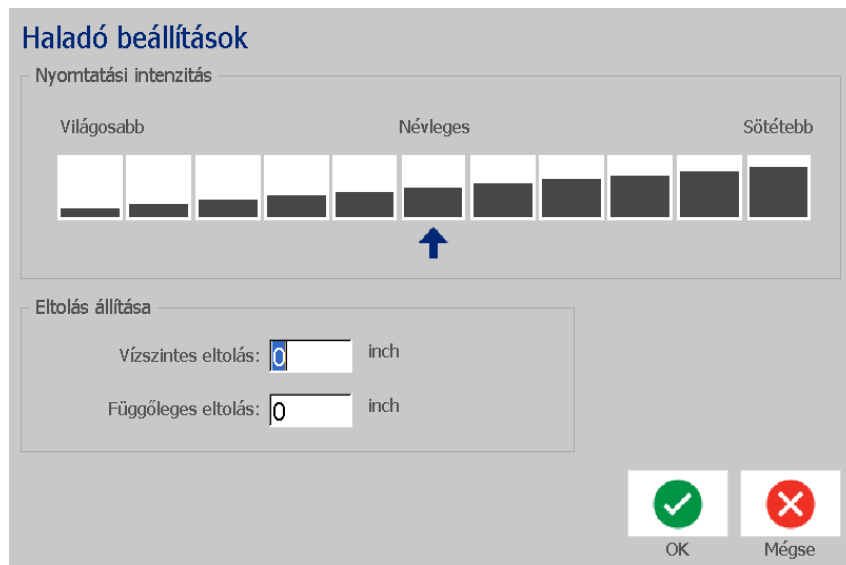 Haladó beállítások
Nyomtatási intenzitás
Világosabb Névleges Sötétebb
Eltolás állítása
Vízszintes eltolás: 0 inch
Függőleges eltolás: 0 inch
OK Mégse